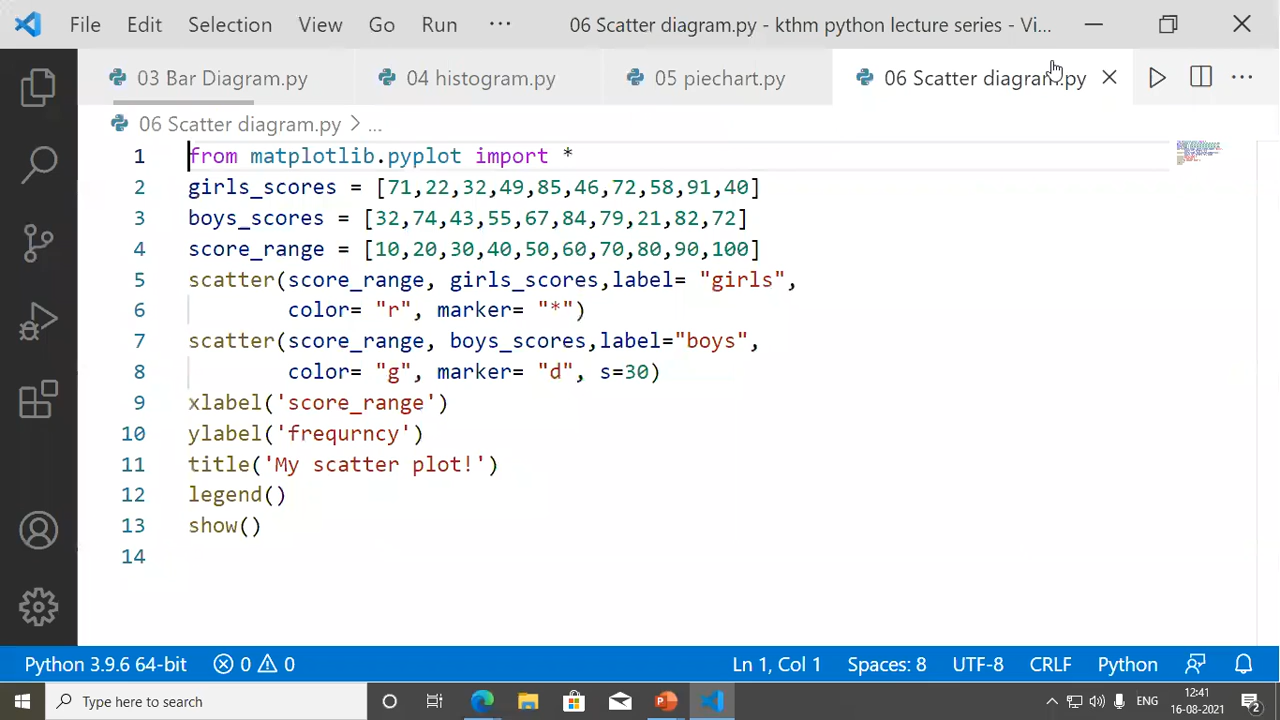 File Edit Selection View Go Run ··· 06 Scatter diagram.py - kthm python lecture series - Vi...
03 Bar Diagram.py 04 histogram.py 05 piechart.py 06 Scatter diagram.py
06 Scatter diagram.py > ...
1 from matplotlib.pyplot import *
2 girls_scores = [71,22,32,49,85,46,72,58,91,40]
3 boys_scores = [32,74,43,55,67,84,79,21,82,72]
4 score_range = [10,20,30,40,50,60,70,80,90,100]
5 scatter(score_range, girls_scores,label= "girls",
6 color= "r", marker= "*")
7 scatter(score_range, boys_scores,label="boys",
8 color= "g", marker= "d", s=30)
9 xlabel('score_range')
10 ylabel('frequrncy')
11 title('My scatter plot!')
12 legend()
13 show()
14
Python 3.9.6 64-bit 0 0 Ln 1, Col 1 Spaces: 8 UTF-8 CRLF Python
Type here to search ENG 12:41
16-08-2021 2